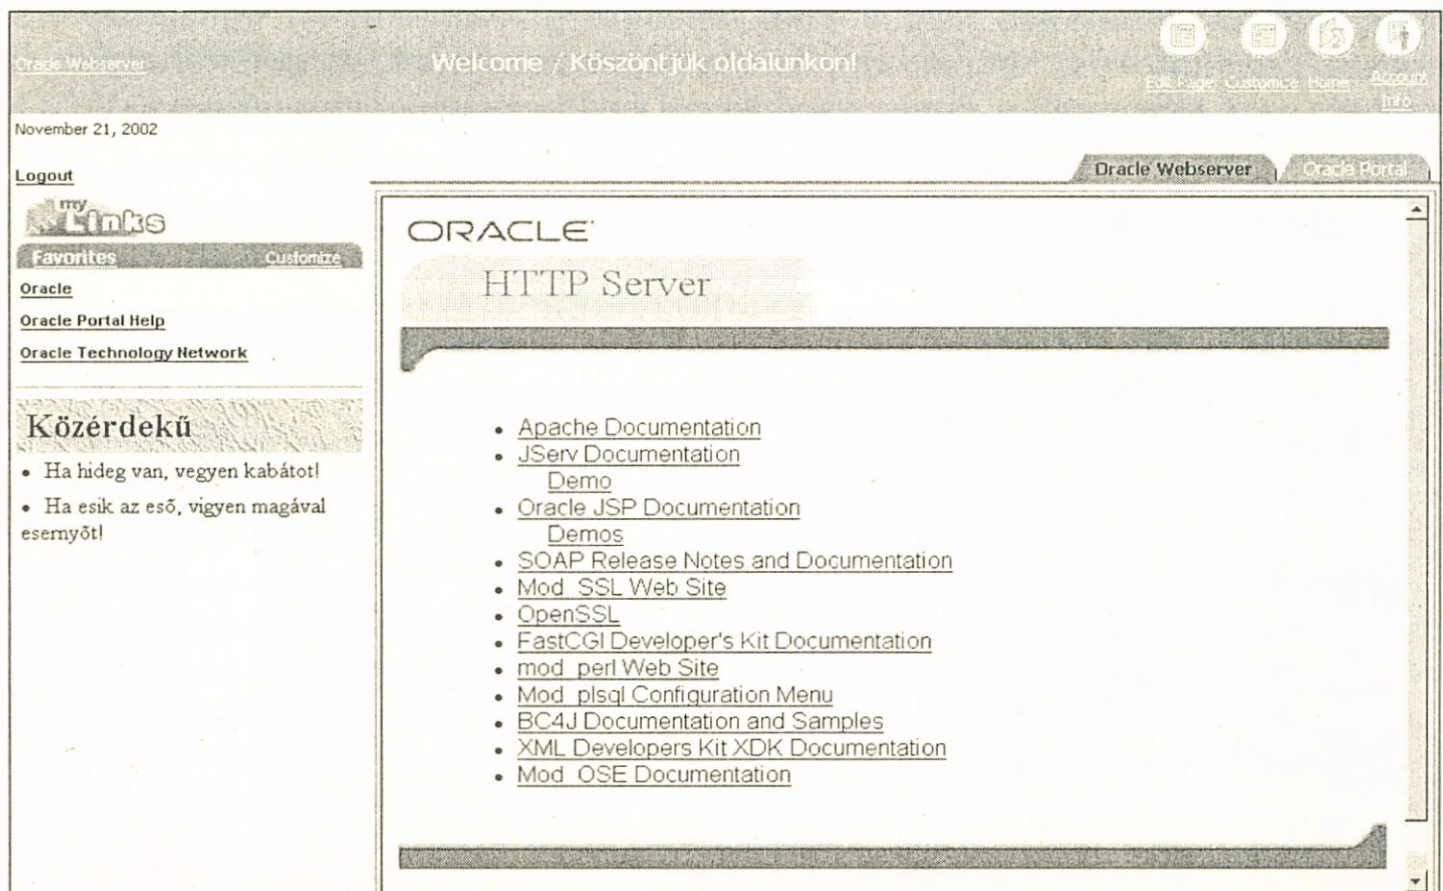 Oracle Webserver
Welcome / Köszöntjük oldalunkon!
Edit Page Customize Home Account Info
November 21, 2002
Logout
Oracle Webserver
Oracle Portal
my Links
Favorites
Customize
Oracle
Oracle Portal Help
Oracle Technology Network
Közérdekű
• Ha hideg van, vegyen kabátot!
• Ha esik az eső, vigyen magával
esernyőt!
ORACLE
HTTP Server
• Apache Documentation
• JServ Documentation
Demo
• Oracle JSP Documentation
Demos
• SOAP Release Notes and Documentation
• Mod_SSL Web Site
• OpenSSL
• FastCGI Developer's Kit Documentation
• mod_perl Web Site
• Mod_plsql Configuration Menu
• BC4J Documentation and Samples
• XML Developers Kit XDK Documentation
• Mod_OSE Documentation